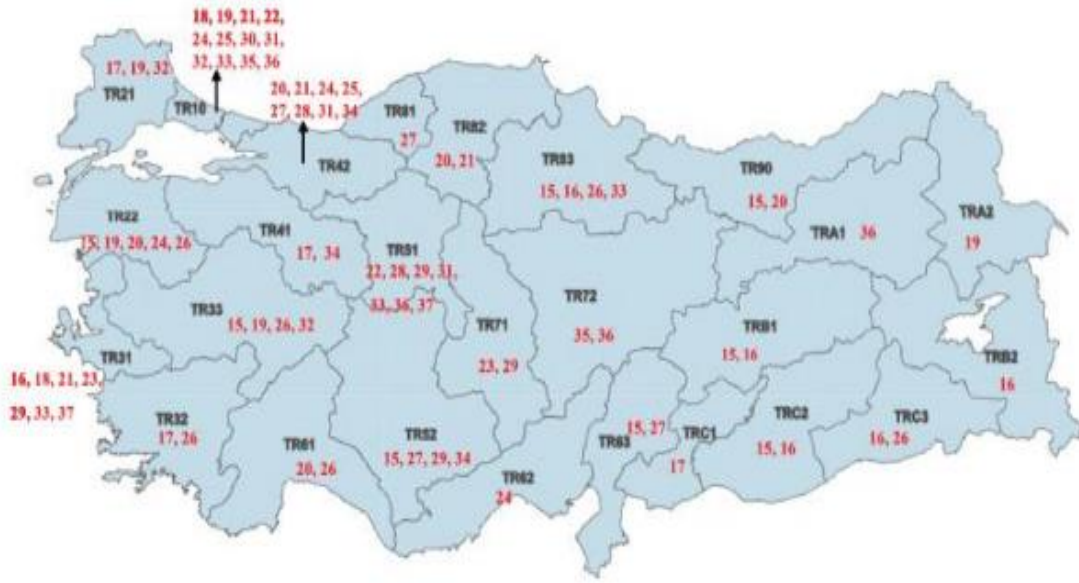 18, 19, 21, 22,
24, 25, 30, 31,
32, 33, 35, 36
20, 21, 24, 25,
27, 28, 31, 34
17, 19, 32
TR21
TR10
TR81
27
TR82
20, 21
TR42
TR83
15, 16, 26, 33
TR90
15, 20
TRA1
36
TRA2
19
TR22
15, 19, 20, 24, 26
TR41
17, 34
TR51
22, 28, 29, 31,
33, 36, 37
TR72
35, 36
TR71
23, 29
TR33
15, 19, 26, 32
TRB1
15, 16
TRB2
16
TR31
16, 18, 21, 23,
29, 33, 37
TR32
17, 26
TR61
20, 26
TR52
15, 27, 29, 34
TR62
24
15, 27
TR63
TRC1
17
TRC2
15, 16
TRC3
16, 26